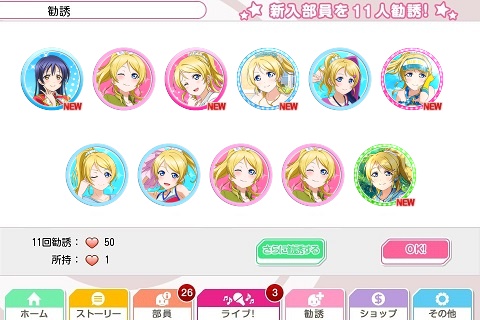 勧誘
新入部員を11人勧誘!
NEW
NEW
NEW
NEW
NEW
NEW
11回勧誘: 50
所持: 1
さらに勧誘する
OK!
26
3
ホーム
ストーリー
部員
ライブ!
勧誘
ショップ
その他